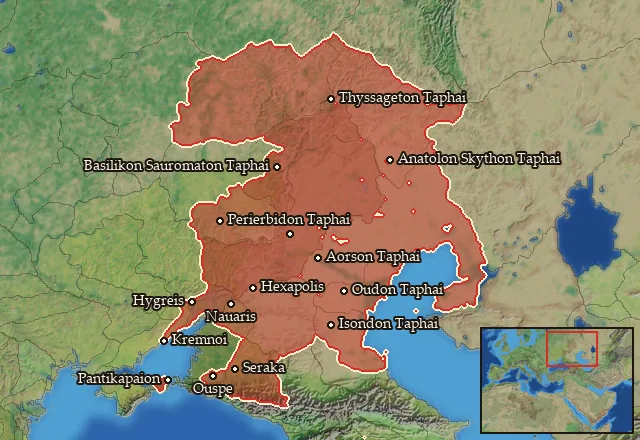 Thyssageton Taphai
Anatolon Skython Taphai
Basilikon Sauromaton Taphai
Perierbidon Taphai
Aorson Taphai
Hexapolis
Oudon Taphai
Hygreis
Nauaris
Isondon Taphai
Kremnoi
Seraka
Pantikapaion
Ouspe